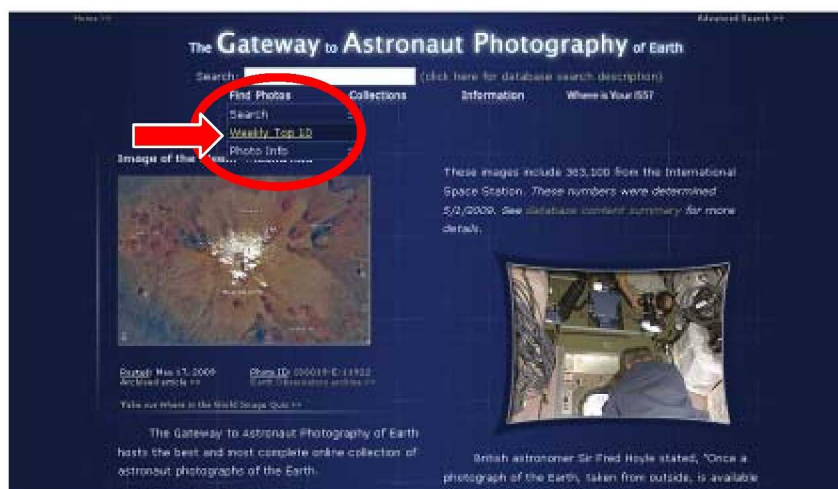 Home >>
Advanced Search >>
The Gateway to Astronaut Photography of Earth
Search:
(click here for database search description)
Find Photos
Collections
Information
Where is Your ISS?
Search
Weekly Top 10
Photo Info
Image of the
These images include 363,100 from the International
Space Station. These numbers were determined
5/1/2009. See database content summary for more
details.
Posted: May 17, 2009
Photo ID:
Archived article >>
Earth Observatory archive >>
Take our Where in the World Image Quiz >>
The Gateway to Astronaut Photography of Earth
hosts the best and most complete online collection of
astronaut photographs of the Earth.
British astronomer Sir Fred Hoyle stated, "Once a
photograph of the Earth, taken from outside, is available